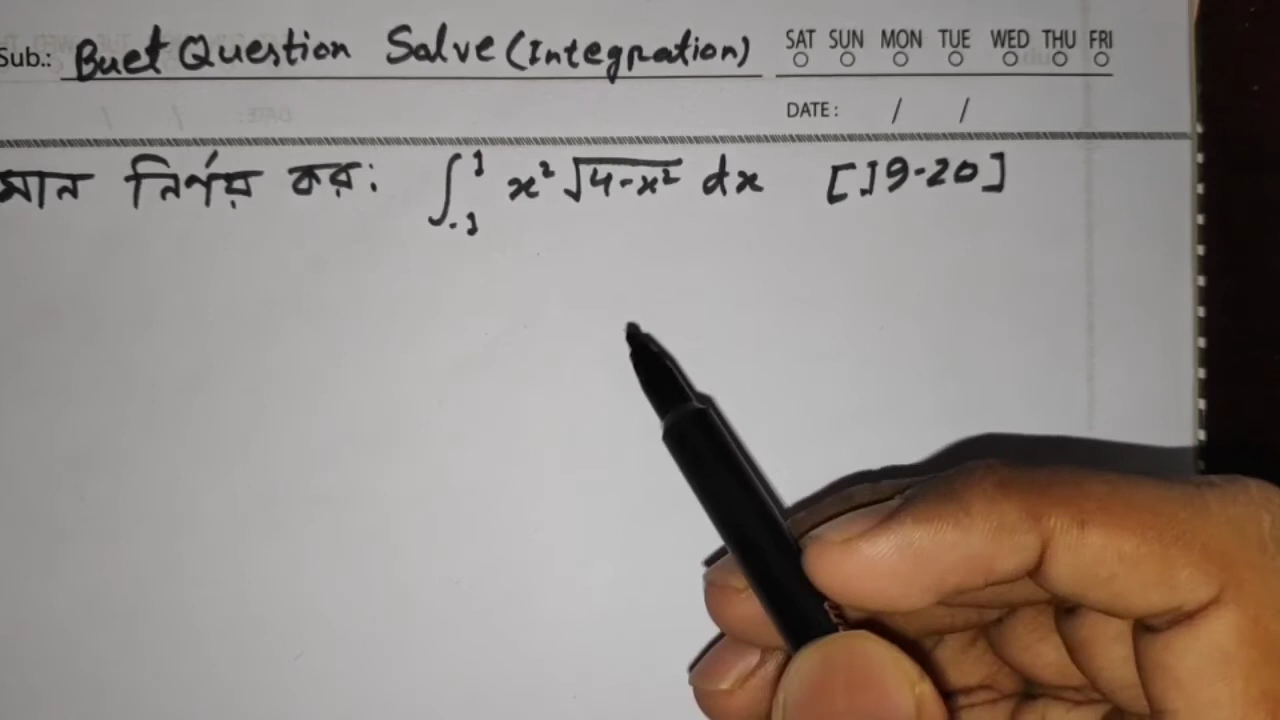 Sub.: Buet Question Salve (Integration) SAT SUN MON TUE WED THU FRI
DATE: / /
মান নির্ণয় কর: ∫₋₁¹ x² √(4-x²) dx [19-20]